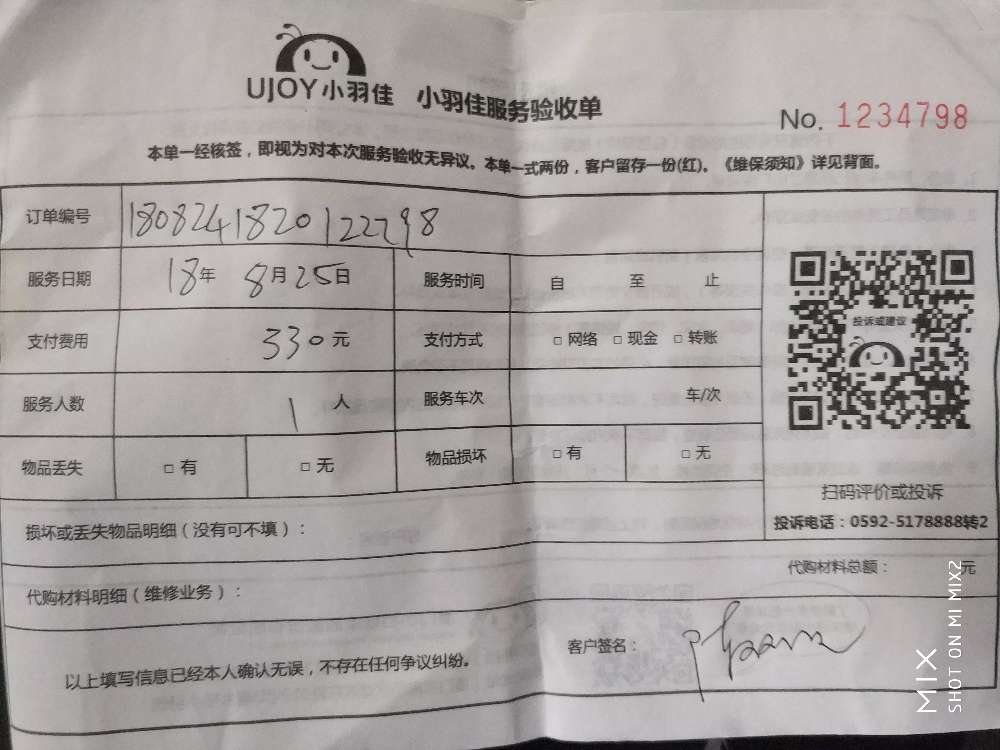 UJOY小羽佳 小羽佳服务验收单
No. 1234798
本单一经核签，即视为对本次服务验收无异议。本单一式两份，客户留存一份(红)。《维保须知》详见背面。
订单编号 1808241820122298
服务日期 18年 8月25日 服务时间 自 至 止
投诉或建议
支付费用 330元 支付方式 □ 网络 □ 现金 □ 转账
服务人数 1 人 服务车次 车/次
物品丢失 □ 有 □ 无 物品损坏 □ 有 □ 无
扫码评价或投诉
投诉电话：0592-5178888转2
损坏或丢失物品明细（没有可不填）：
代购材料明细（维修业务）： 代购材料总额： 元
以上填写信息已经本人确认无误，不存在任何争议纠纷。 客户签名：
MIX
SHOT ON MI MIX2